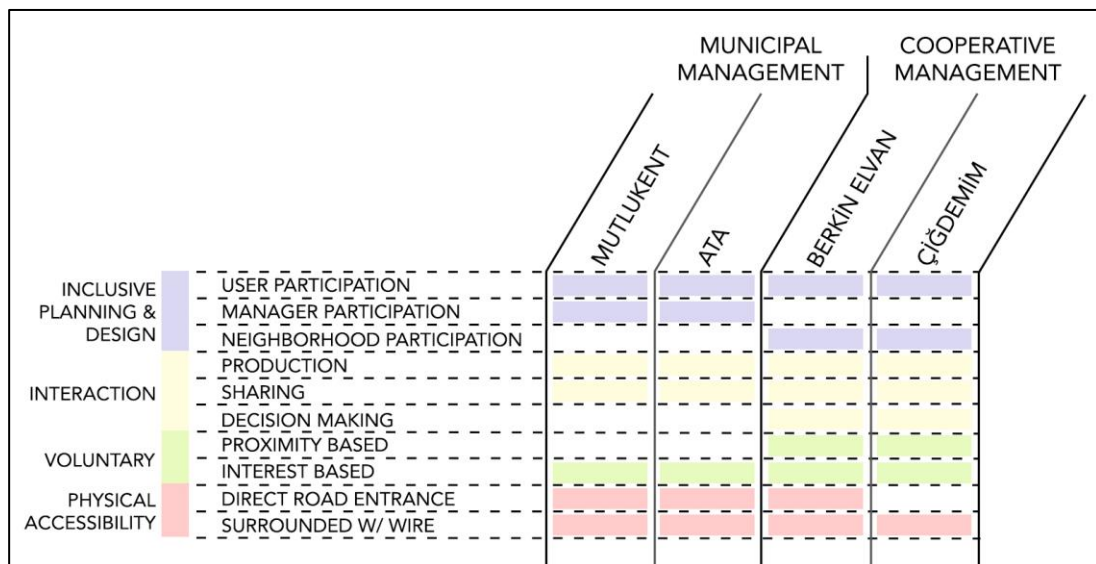 MUNICIPAL
MANAGEMENT
COOPERATIVE
MANAGEMENT
MUTLUKENT
ATA
BERKİN ELVAN
ÇİĞDEMİM
INCLUSIVE
PLANNING &
DESIGN
USER PARTICIPATION
MANAGER PARTICIPATION
NEIGHBORHOOD PARTICIPATION
INTERACTION
PRODUCTION
SHARING
DECISION MAKING
VOLUNTARY
PROXIMITY BASED
INTEREST BASED
PHYSICAL
ACCESSIBILITY
DIRECT ROAD ENTRANCE
SURROUNDED W/ WIRE